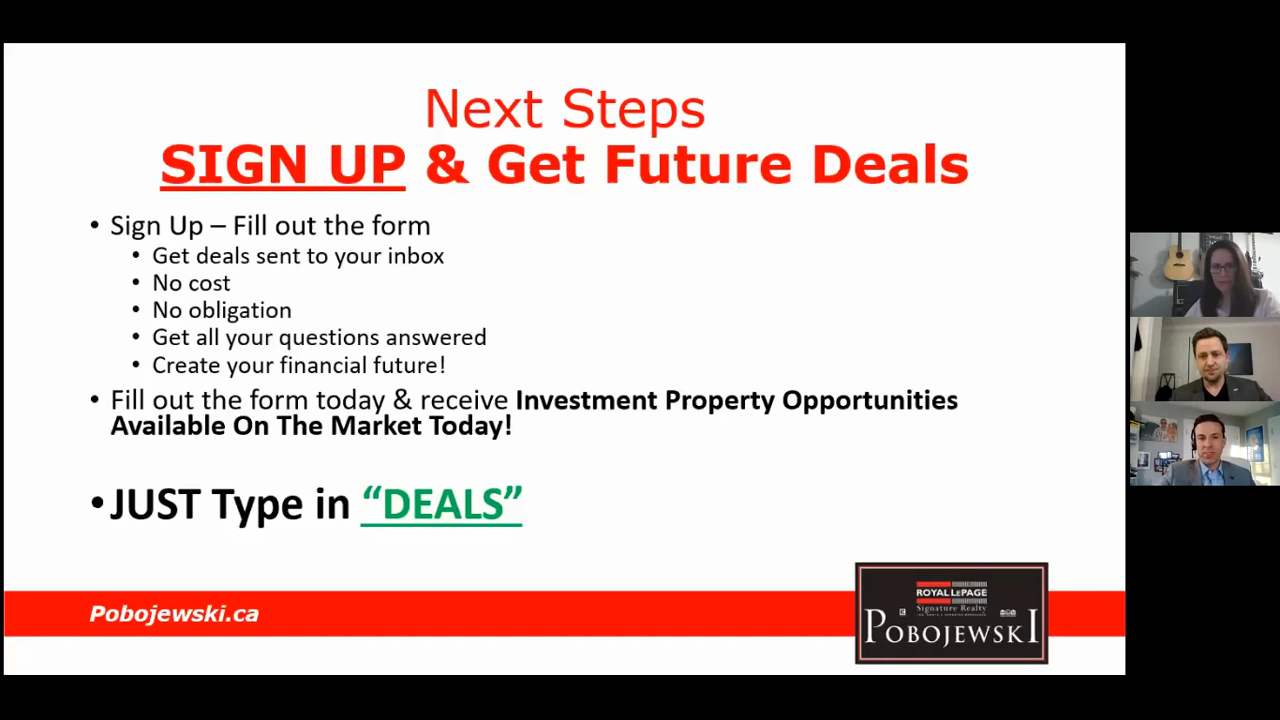 Next Steps
SIGN UP & Get Future Deals
• Sign Up – Fill out the form
• Get deals sent to your inbox
• No cost
• No obligation
• Get all your questions answered
• Create your financial future!
• Fill out the form today & receive Investment Property Opportunities
Available On The Market Today!
• JUST Type in “DEALS”
Pobojewski.ca
ROYAL LEPAGE
Signature Realty
POBOJEWSKI